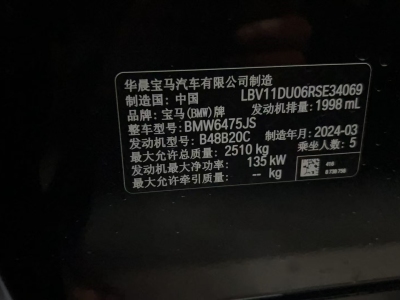 华晨宝马汽车有限公司制造
制造国：中国 LBV11DU06RSE34069
品牌：宝马(BMW)牌 发动机排量：1998 mL
整车型号：BMW6475JS
发动机型号：B48B20C 制造年月：2024-03
最大允许总质量：2510 kg 乘坐人数：5
发动机最大净功率：135 kW
最大允许牵引质量： -- kg